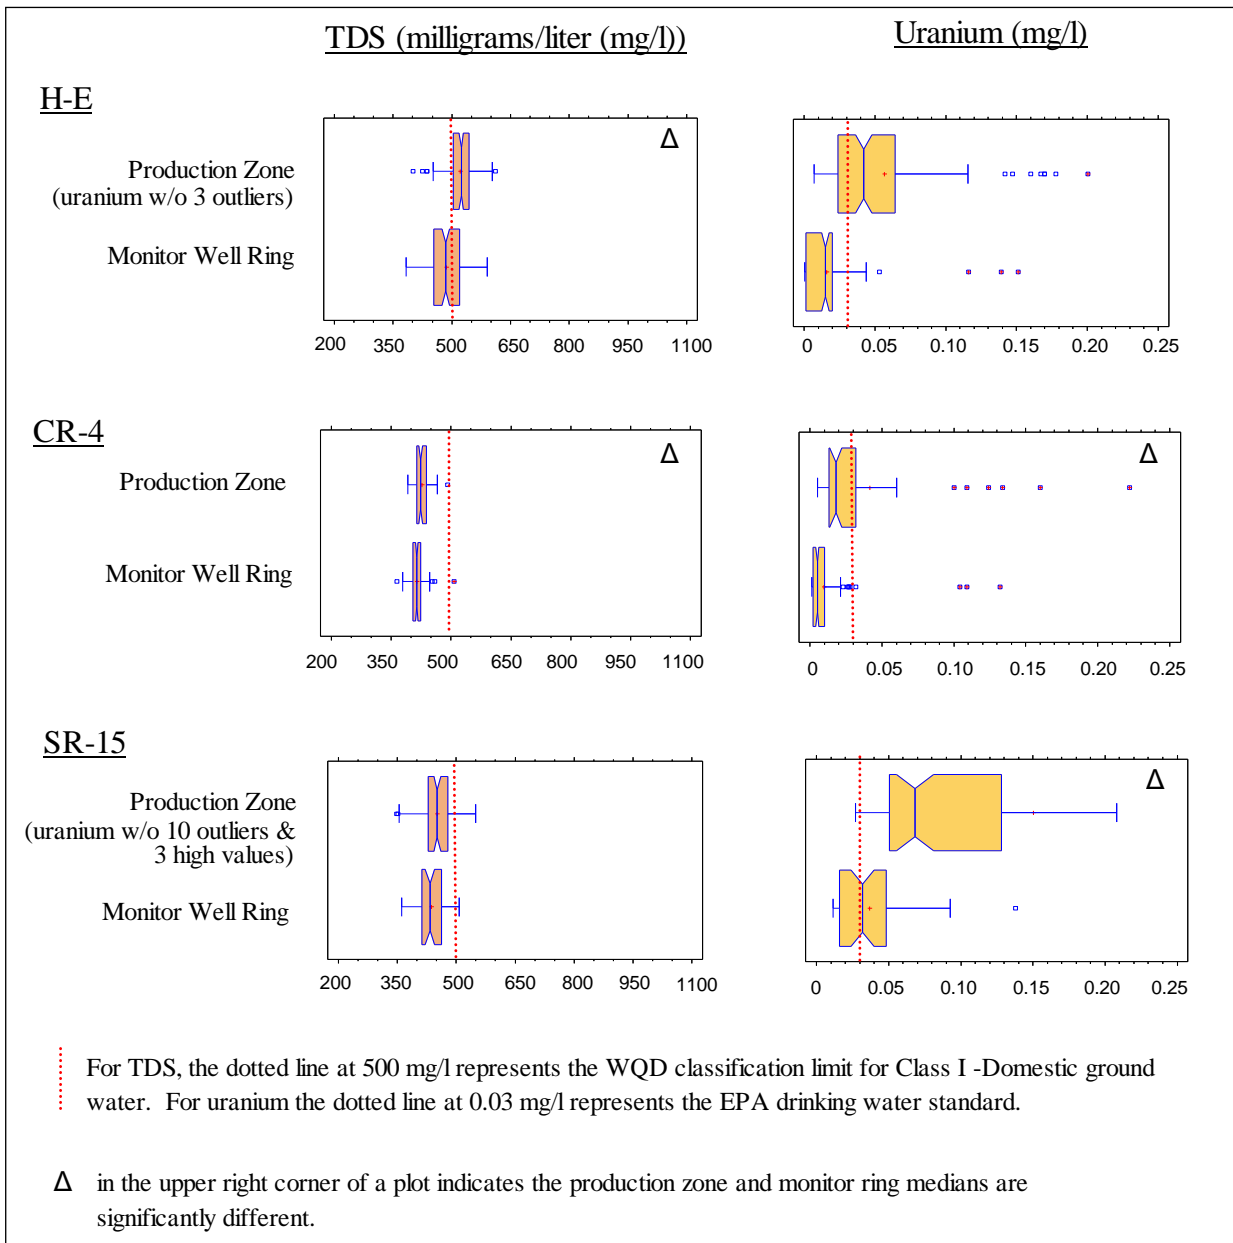 TDS (milligrams/liter (mg/l))
Uranium (mg/l)
H-E
Δ
Production Zone
(uranium w/o 3 outliers)
Monitor Well Ring
200 350 500 650 800 950 1100
0 0.05 0.10 0.15 0.20 0.25
CR-4
Δ
Δ
Production Zone
Monitor Well Ring
200 350 500 650 800 950 1100
0 0.05 0.10 0.15 0.20 0.25
SR-15
Δ
Production Zone
(uranium w/o 10 outliers &
3 high values)
Monitor Well Ring
200 350 500 650 800 950 1100
0 0.05 0.10 0.15 0.20 0.25
For TDS, the dotted line at 500 mg/l represents the WQD classification limit for Class I -Domestic ground
water. For uranium the dotted line at 0.03 mg/l represents the EPA drinking water standard.
Δ in the upper right corner of a plot indicates the production zone and monitor ring medians are
significantly different.